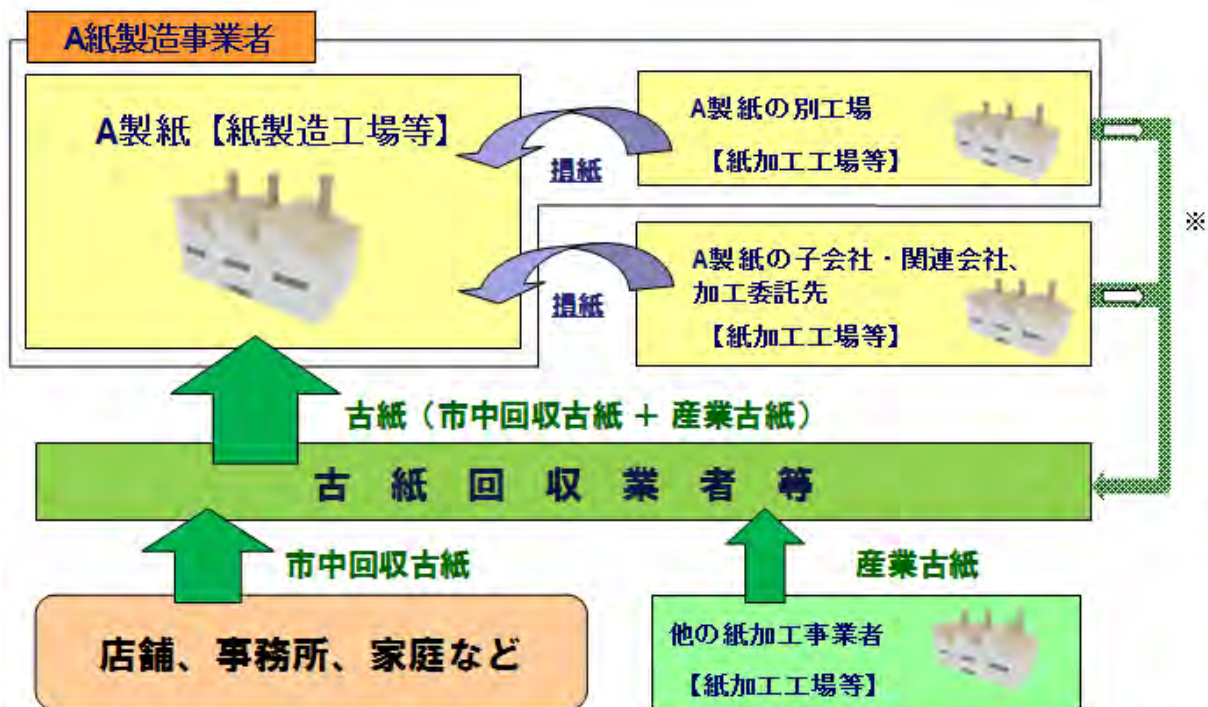 A紙製造事業者
A製紙【紙製造工場等】
損紙
A製紙の別工場
【紙加工工場等】
損紙
A製紙の子会社・関連会社、
加工委託先
【紙加工工場等】
※
古紙（市中回収古紙 + 産業古紙）
古紙回収業者等
市中回収古紙
産業古紙
店舗、事務所、家庭など
他の紙加工事業者
【紙加工工場等】